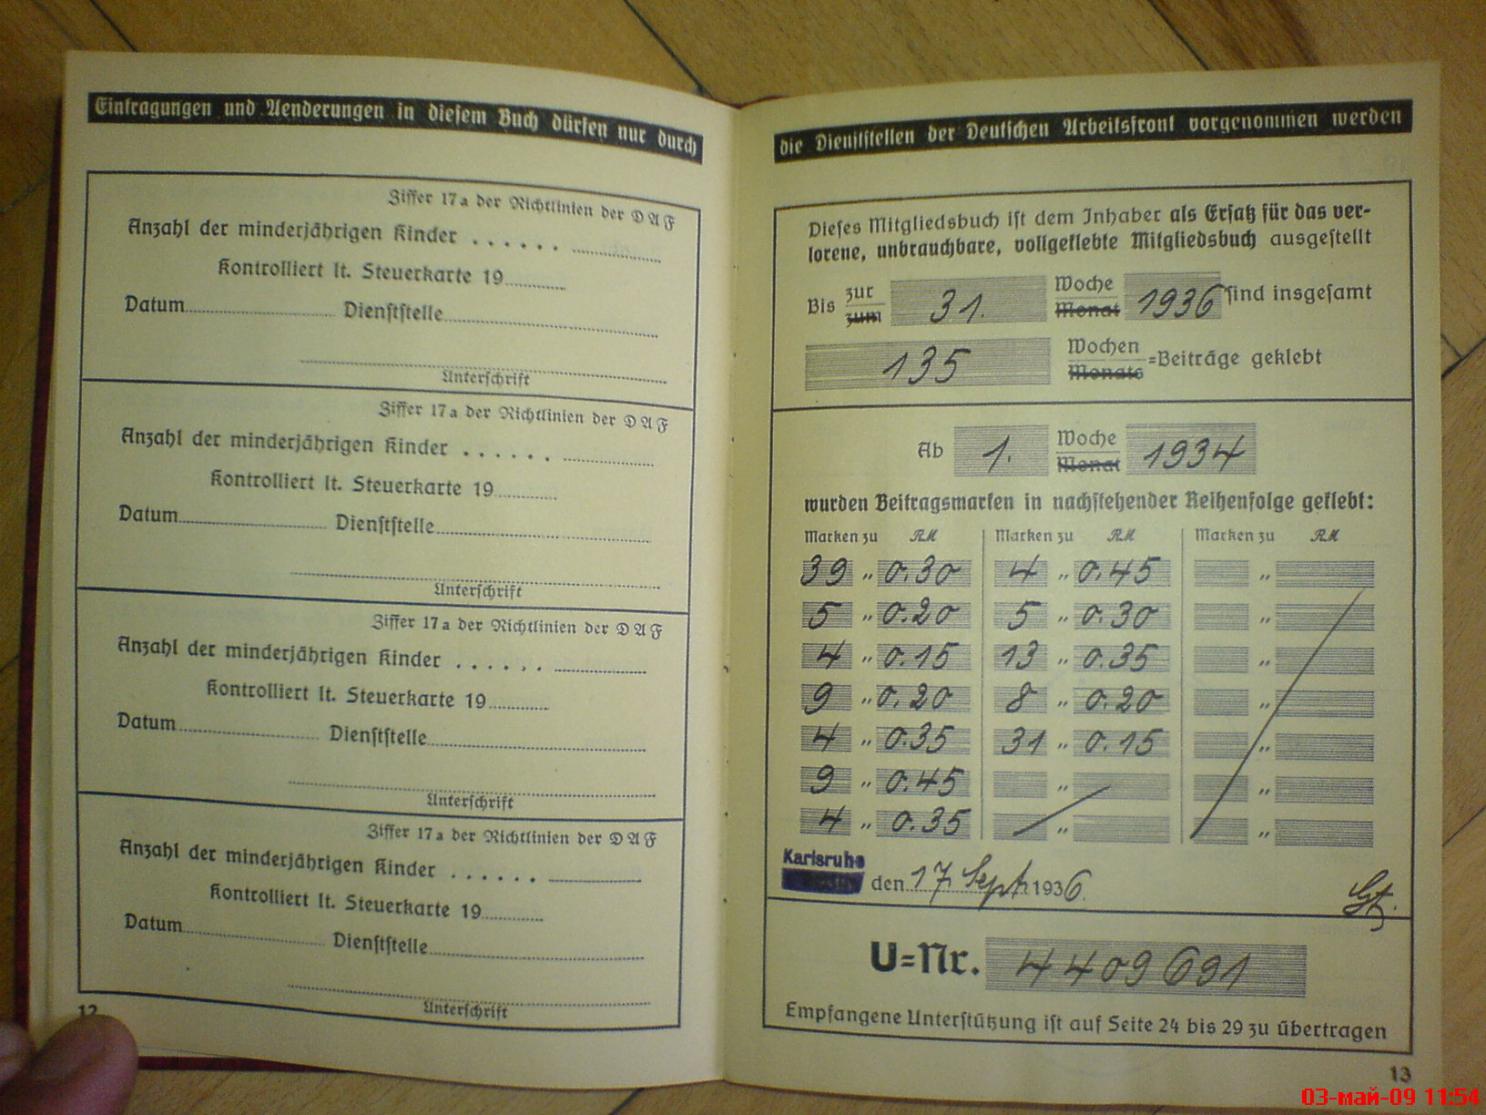 Eintragungen und Aenderungen in diesem Buch dürfen nur durch
Ziffer 17a der Richtlinien der DAF
Anzahl der minderjährigen Kinder . . . . . .
Kontrolliert lt. Steuerkarte 19
Datum Dienststelle
Unterschrift
Ziffer 17a der Richtlinien der DAF
Anzahl der minderjährigen Kinder . . . . . .
Kontrolliert lt. Steuerkarte 19
Datum Dienststelle
Unterschrift
Ziffer 17a der Richtlinien der DAF
Anzahl der minderjährigen Kinder . . . . . .
Kontrolliert lt. Steuerkarte 19
Datum Dienststelle
Unterschrift
Ziffer 17a der Richtlinien der DAF
Anzahl der minderjährigen Kinder . . . . . .
Kontrolliert lt. Steuerkarte 19
Datum Dienststelle
Unterschrift
12
die Dienststellen der Deutschen Arbeitsfront vorgenommen werden
Dieses Mitgliedsbuch ist dem Inhaber als Ersatz für das ver-
lorene, unbrauchbare, vollgeklebte Mitgliedsbuch ausgestellt
Bis zur zum 31. Woche Monat 1936 sind insgesamt
135 Wochen Monats =Beiträge geklebt
Ab 1. Woche Monat 1934
wurden Beitragsmarken in nachstehender Reihenfolge geklebt:
Marken zu RM Marken zu RM Marken zu RM
39 „ 0.30 4 „ 0.45 „
5 „ 0.20 5 „ 0.30 „
4 „ 0.15 13 „ 0.35 „
9 „ 0.20 8 „ 0.20 „
4 „ 0.35 31 „ 0.15 „
9 „ 0.45 „ „
4 „ 0.35 „ „
Karlsruhe
den 17. Sept. 1936.
U=Nr. 4409691
Empfangene Unterstützung ist auf Seite 24 bis 29 zu übertragen
13
03-май-09 11:54